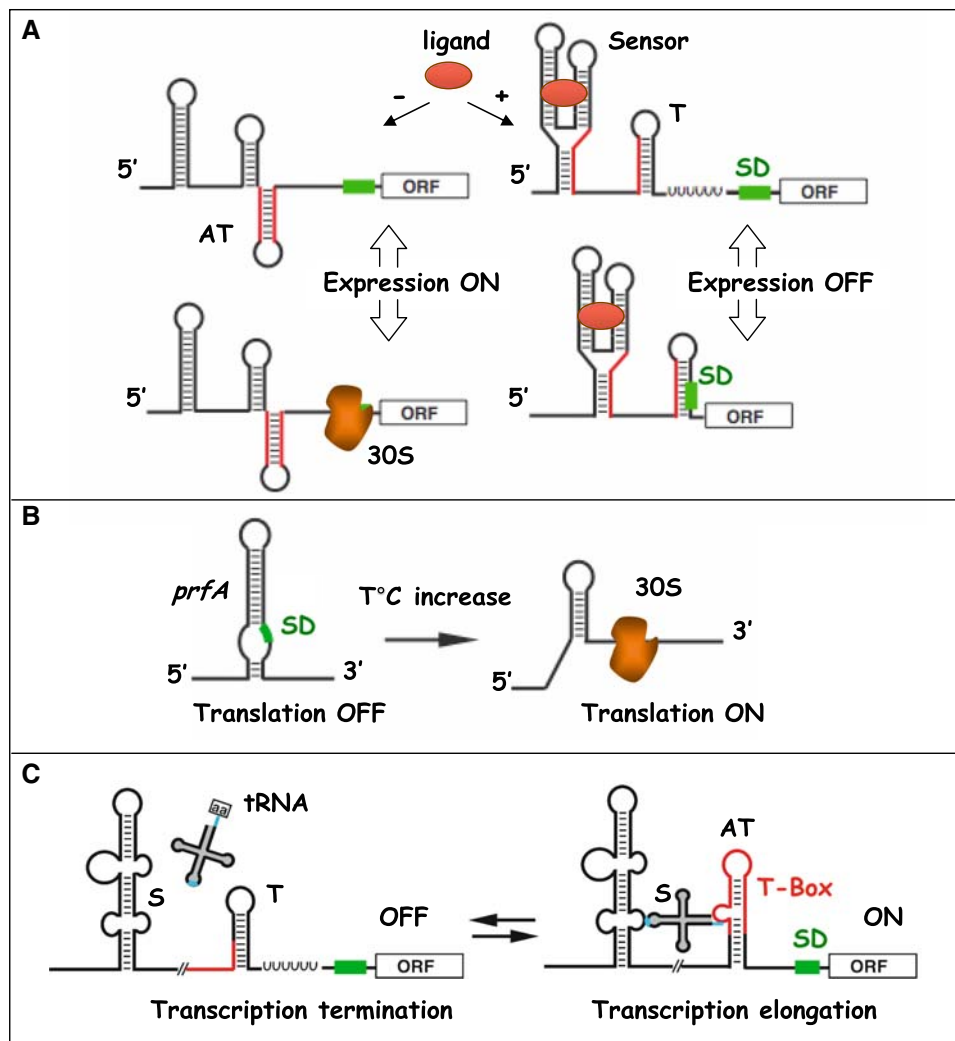 A
ligand
Sensor
- +
T
5'
AT
ORF
5'
SD
ORF
Expression ON
Expression OFF
5'
30S
ORF
5'
SD
ORF
B
prfA
SD
5' 3'
Translation OFF
T°C increase
30S
3'
5'
Translation ON
C
aa
tRNA
S
T
OFF
UUUUUU
ORF
Transcription termination
AT
S
T-Box
ON
SD
ORF
Transcription elongation
UUUUUU